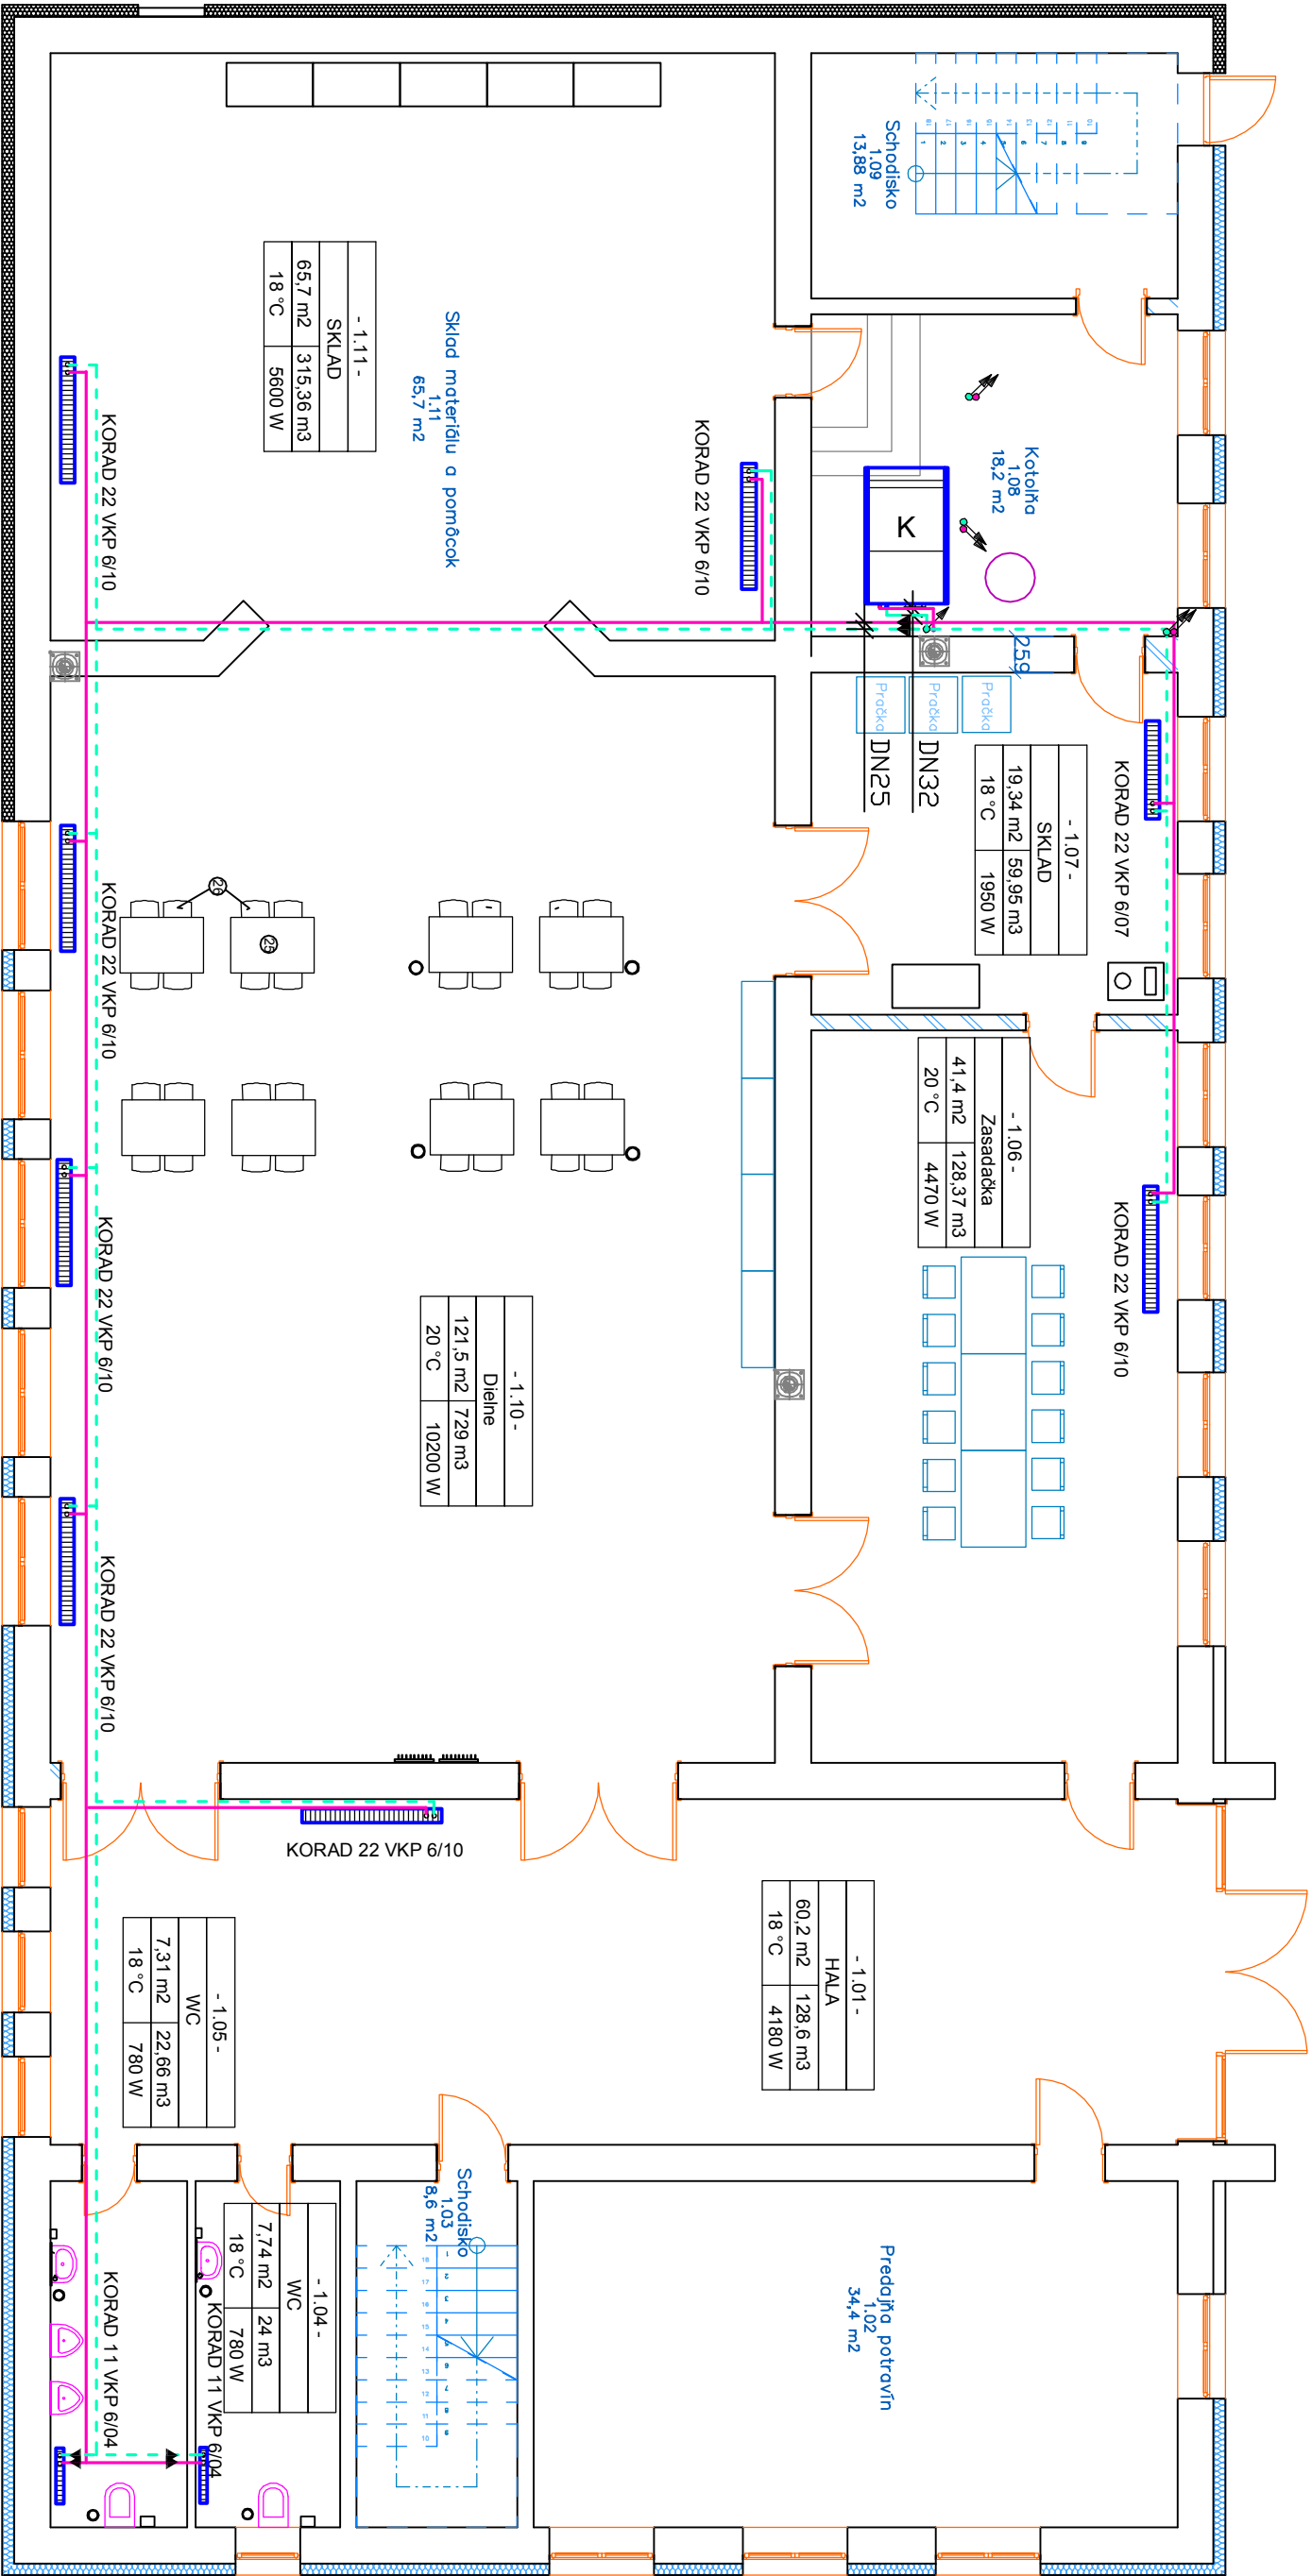 Schodisko
1.09
13,88 m2
- 1.11 -
SKLAD
65,7 m2 315,36 m3
18 °C 5600 W
Sklad materiálu a pomôcok
1.11
65,7 m2
KORAD 22 VKP 6/10
KORAD 22 VKP 6/10
Kotolňa
1.08
18,2 m2
K
259
Pračka
Pračka
Pračka
DN25
DN32
- 1.07 -
SKLAD
19,34 m2 59,95 m3
18 °C 1950 W
KORAD 22 VKP 6/07
KORAD 22 VKP 6/10
26
25
- 1.06 -
Zasadačka
41,4 m2 128,37 m3
20 °C 4470 W
KORAD 22 VKP 6/10
KORAD 22 VKP 6/10
- 1.10 -
Dielne
121,5 m2 729 m3
20 °C 10200 W
KORAD 22 VKP 6/10
KORAD 22 VKP 6/10
- 1.01 -
HALA
60,2 m2 128,6 m3
18 °C 4180 W
- 1.05 -
WC
7,31 m2 22,66 m3
18 °C 780 W
- 1.04 -
WC
7,74 m2 24 m3
18 °C 780 W
Schodisko
1.03
8,6 m2
Predajňa potravín
1.02
34,4 m2
KORAD 11 VKP 6/04
KORAD 11 VKP 6/04